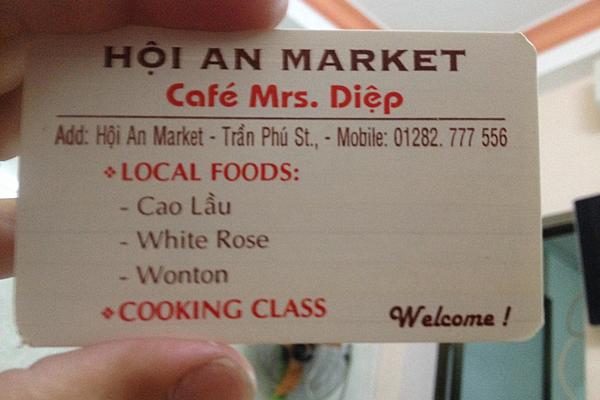 HỘI AN MARKET
Café Mrs. Diệp
Add: Hội An Market - Trần Phú St., - Mobile: 01282. 777 556
❖LOCAL FOODS:
- Cao Lầu
- White Rose
- Wonton
❖COOKING CLASS
Welcome !